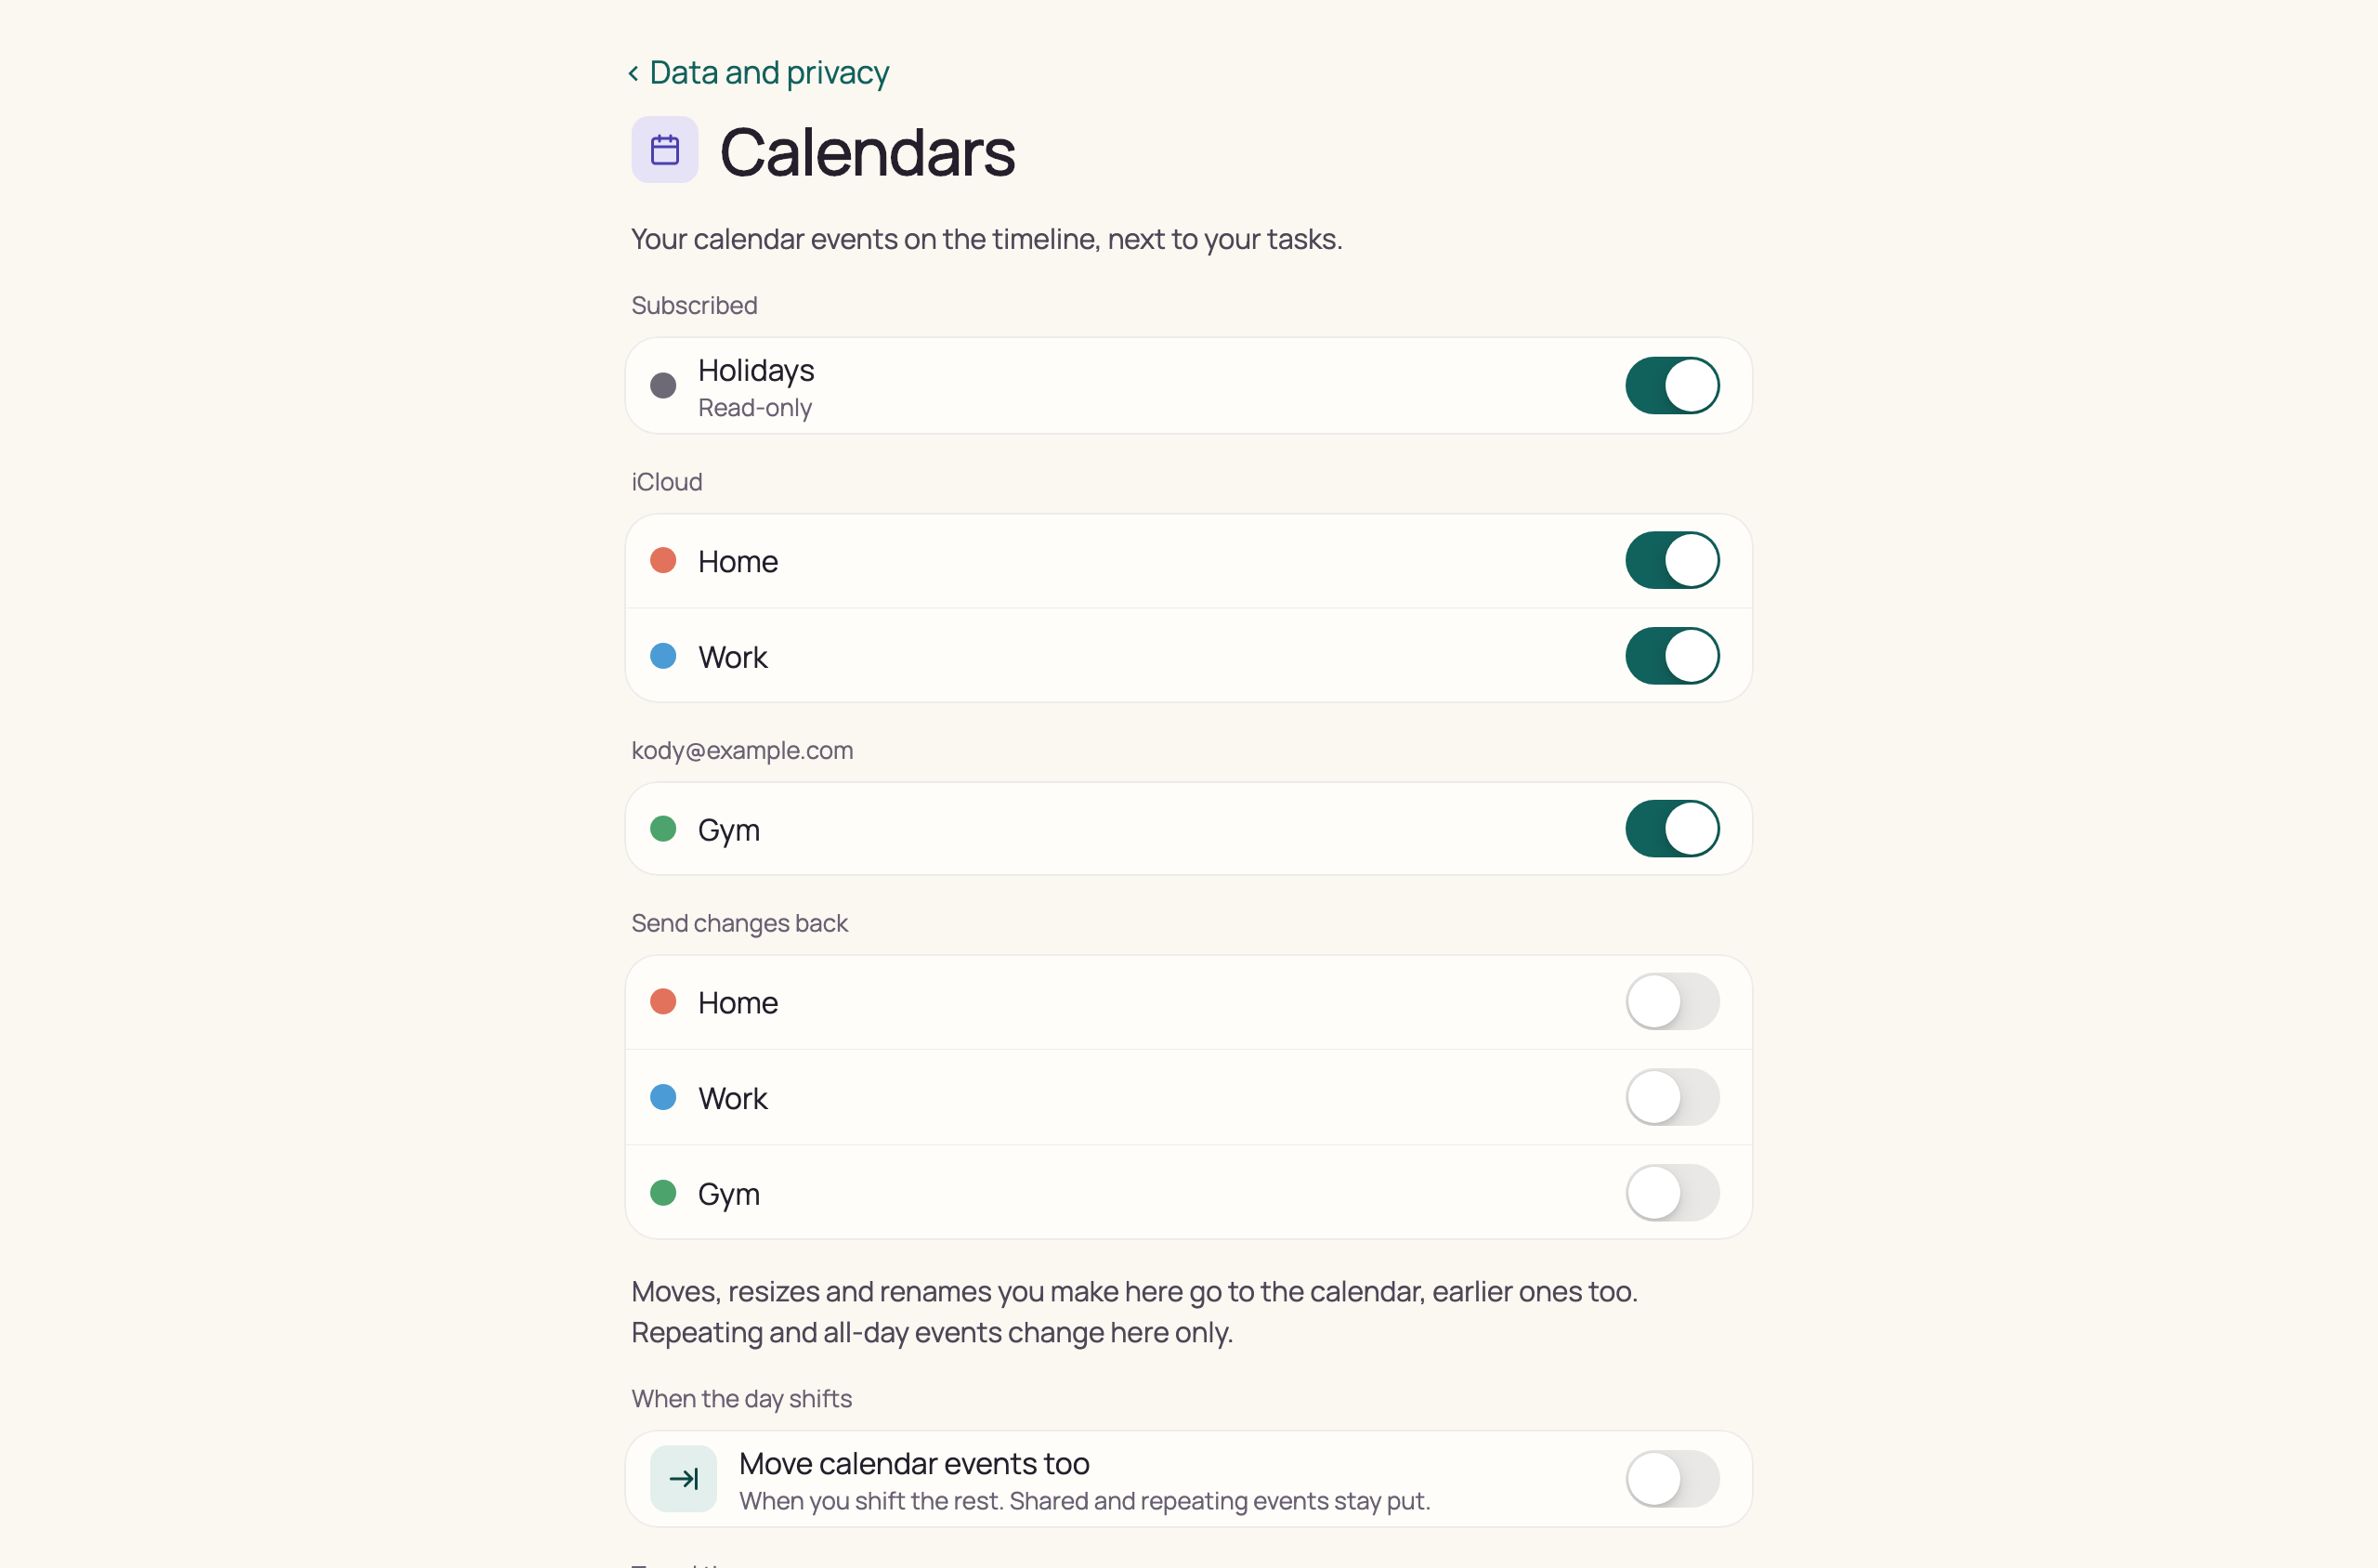 Data and privacy
Calendars
Your calendar events on the timeline, next to your tasks.
Subscribed
Holidays
Read-only
iCloud
Home
Work
kody@example.com
Gym
Send changes back
Home
Work
Gym
Moves, resizes and renames you make here go to the calendar, earlier ones too.
Repeating and all-day events change here only.
When the day shifts
Move calendar events too
When you shift the rest. Shared and repeating events stay put.